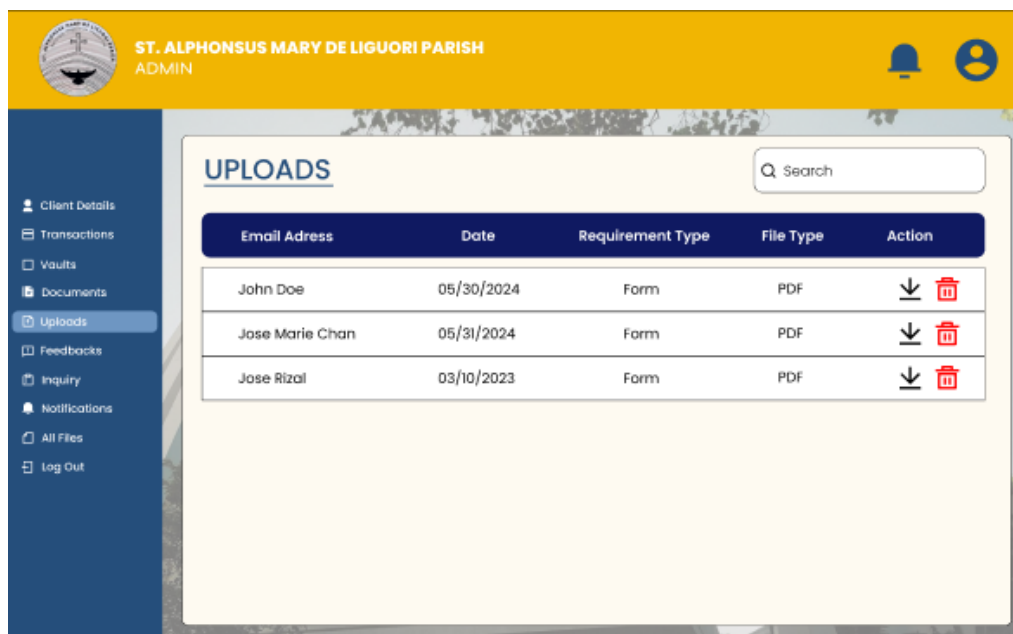 ST. ALPHONSUS MARY DE LIGUORI PARISH
ADMIN
UPLOADS
Search
Client Details
Transactions
Vaults
Documents
Uploads
Feedbacks
Inquiry
Notifications
All Files
Log Out
Email Adress Date Requirement Type File Type Action
John Doe 05/30/2024 Form PDF
Jose Marie Chan 05/31/2024 Form PDF
Jose Rizal 03/10/2023 Form PDF